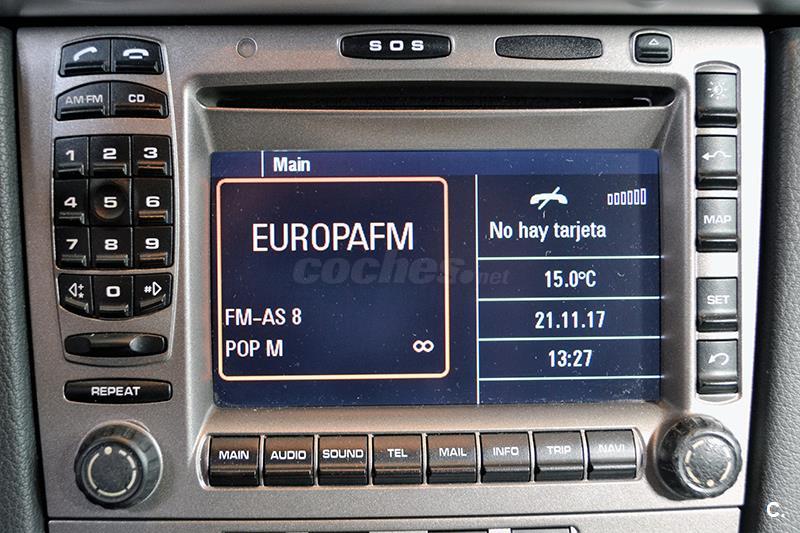 SOS
AM·FM CD
1 2 3
4 5 6
7 8 9
* 0 #
REPEAT
Main
EUROPAFM
FM-AS 8
POP M ∞
No hay tarjeta
15.0°C
21.11.17
13:27
coches.net
MAP
SET
MAIN AUDIO SOUND TEL MAIL INFO TRIP NAVI
C.